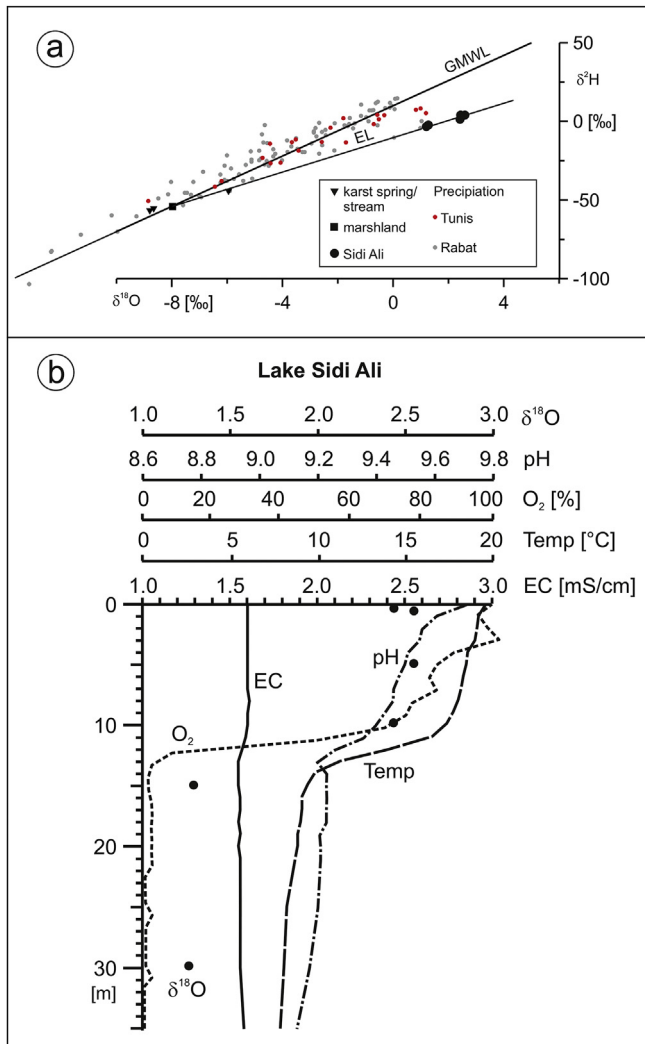 a
50
δ²H
0 [‰]
-50
-100
GMWL
EL
karst spring/
stream
marshland
Sidi Ali
Precipiation
Tunis
Rabat
δ¹⁸O -8 [‰] -4 0 4
b
Lake Sidi Ali
1.0 1.5 2.0 2.5 3.0 δ¹⁸O
8.6 8.8 9.0 9.2 9.4 9.6 9.8 pH
0 20 40 60 80 100 O₂ [%]
0 5 10 15 20 Temp [°C]
1.0 1.6 2.0 2.5 3.0 EC [mS/cm]
0
pH
EC
10
O₂
Temp
20
30
[m]
δ¹⁸O